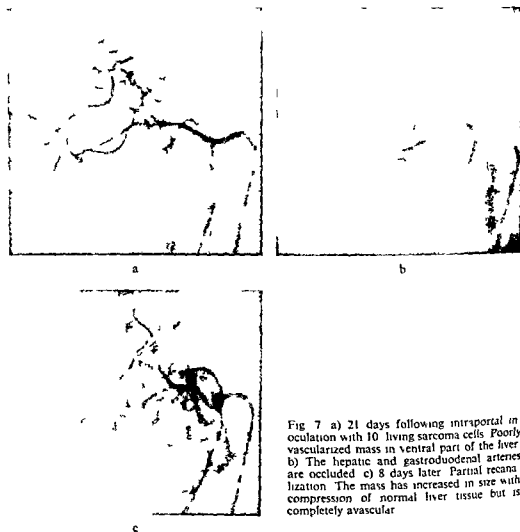 a
b
c
Fig 7 a) 21 days following intraportal in
oculation with 10 living sarcoma cells Poorly
vascularized mass in ventral part of the liver
b) The hepatic and gastroduodenal arteries
are occluded c) 8 days later Partial recana
lization The mass has increased in size with
compression of normal liver tissue but is
completely avascular